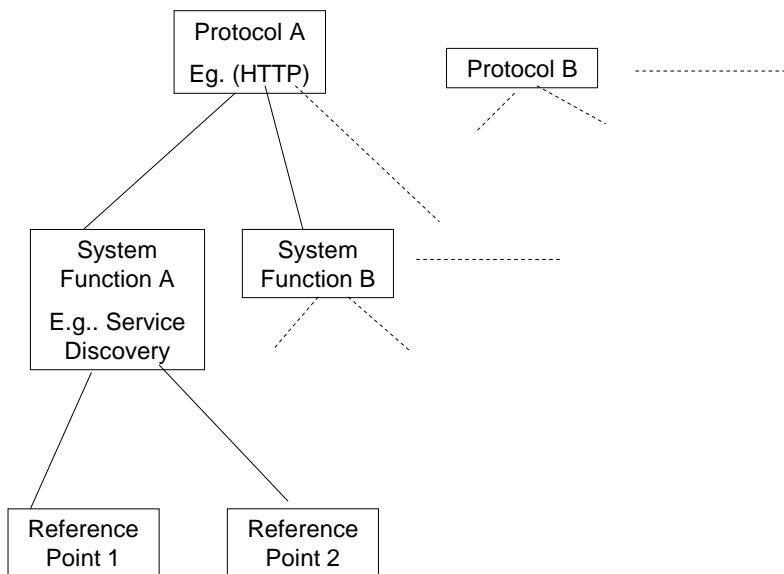 Protocol A
Eg. (HTTP)
Protocol B
System
Function A
E.g.. Service
Discovery
System
Function B
Reference
Point 1
Reference
Point 2